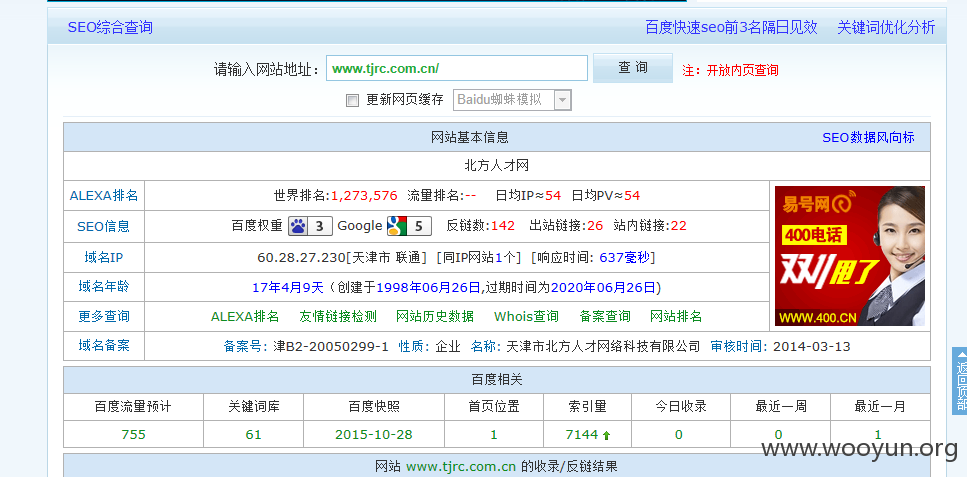 SEO综合查询 百度快速seo前3名隔日见效 关键词优化分析
请输入网站地址： www.tjrc.com.cn/ 查 询 注：开放内页查询
更新网页缓存 Baidu蜘蛛模拟
网站基本信息 SEO数据风向标
北方人才网
ALEXA排名 世界排名:1,273,576 流量排名:-- 日均IP≈54 日均PV≈54
SEO信息 百度权重 3 Google 5 反链数:142 出站链接:26 站内链接:22
域名IP 60.28.27.230[天津市 联通] [同IP网站1个] [响应时间: 637毫秒]
域名年龄 17年4月9天（创建于1998年06月26日,过期时间为2020年06月26日)
更多查询 ALEXA排名 友情链接检测 网站历史数据 Whois查询 备案查询 网站排名
域名备案 备案号: 津B2-20050299-1 性质: 企业 名称: 天津市北方人才网络科技有限公司 审核时间: 2014-03-13
易号网
400电话
双11甩了
WWW.400.CN
百度相关
百度流量预计 关键词库 百度快照 首页位置 索引量 今日收录 最近一周 最近一月
755 61 2015-10-28 1 7144 0 0 1
网站 www.tjrc.com.cn 的收录/反链结果
返回顶部
www.wooyun.org